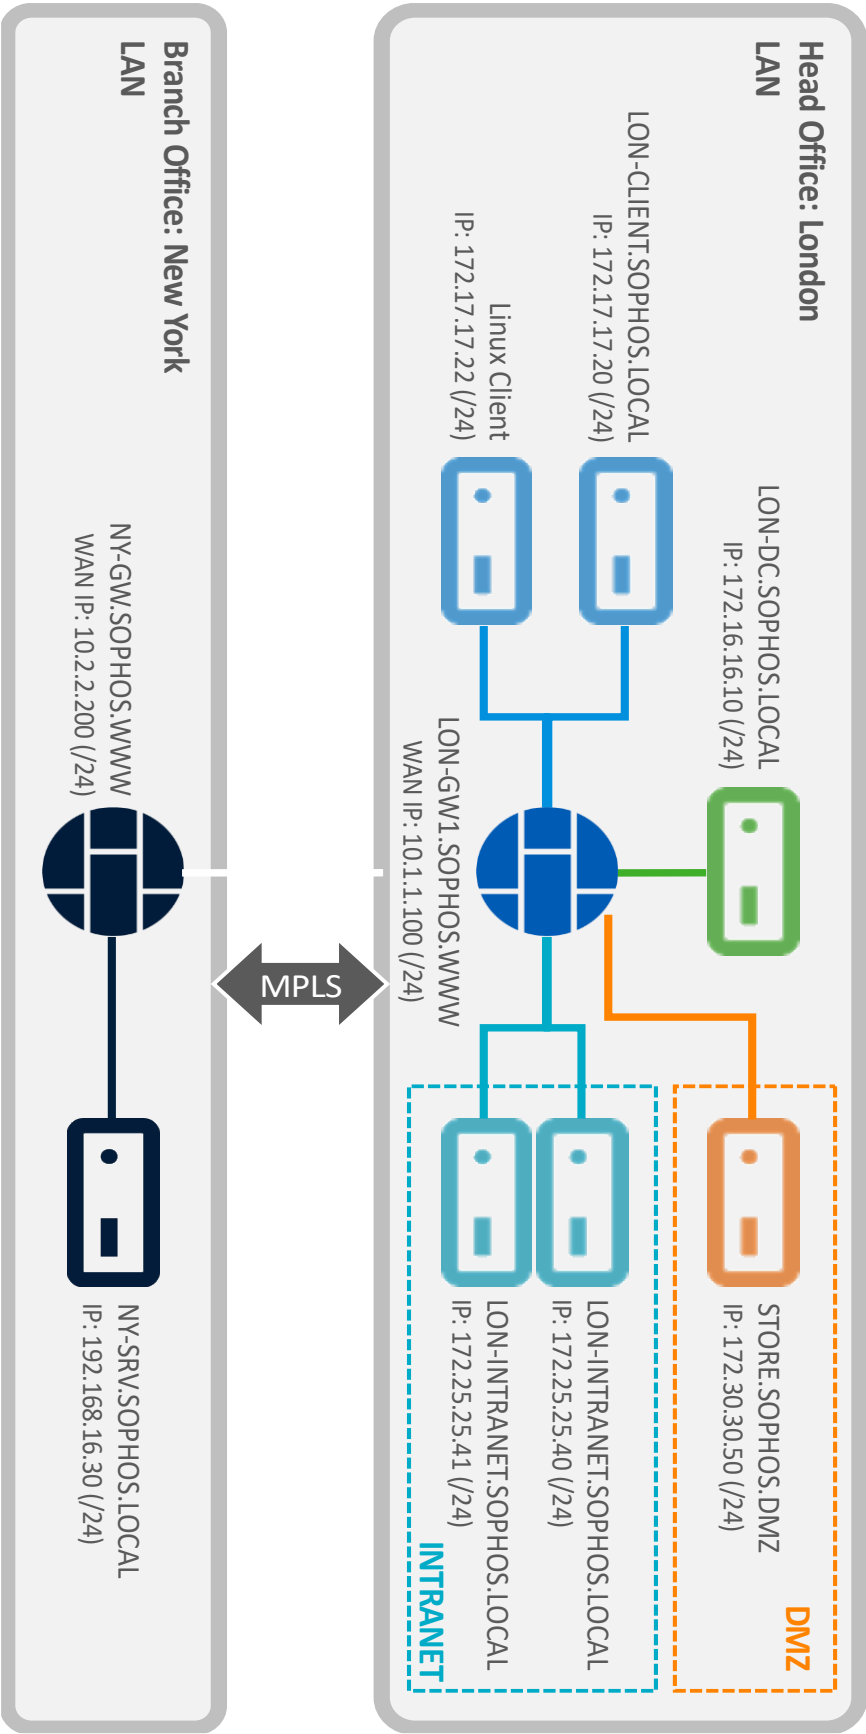 Head Office: London
LAN
LON-DC.SOPHOS.LOCAL
IP: 172.16.16.10 (/24)
LON-CLIENT.SOPHOS.LOCAL
IP: 172.17.17.20 (/24)
Linux Client
IP: 172.17.17.22 (/24)
LON-GW1.SOPHOS.WWW
WAN IP: 10.1.1.100 (/24)
DMZ
STORE.SOPHOS.DMZ
IP: 172.30.30.50 (/24)
LON-INTRANET.SOPHOS.LOCAL
IP: 172.25.25.40 (/24)
LON-INTRANET.SOPHOS.LOCAL
IP: 172.25.25.41 (/24)
INTRANET
MPLS
Branch Office: New York
LAN
NY-GW.SOPHOS.WWW
WAN IP: 10.2.2.200 (/24)
NY-SRV.SOPHOS.LOCAL
IP: 192.168.16.30 (/24)